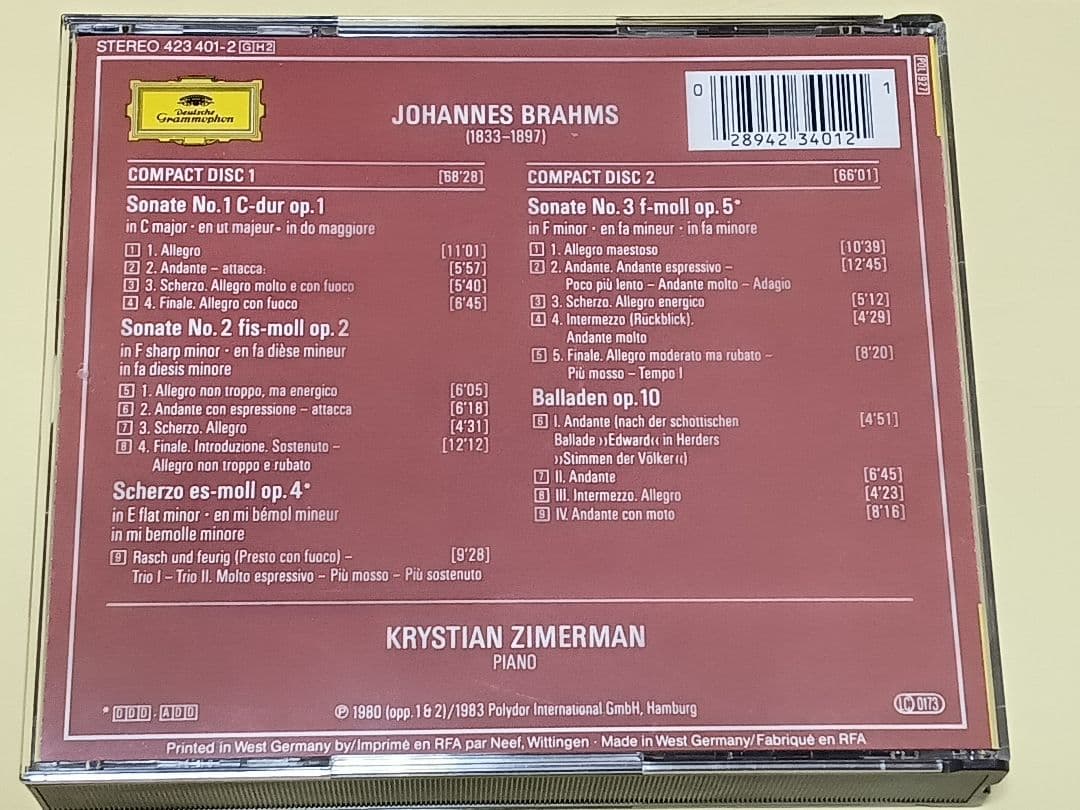 STEREO 423 401-2 GH2
POL 927
Deutsche
Grammophon
JOHANNES BRAHMS
(1833–1897)
0 28942 34012 1
COMPACT DISC 1 [68'28]
Sonate No.1 C-dur op.1
in C major · en ut majeur · in do maggiore
1 1. Allegro [11'01]
2 2. Andante – attacca: [5'57]
3 3. Scherzo. Allegro molto e con fuoco [5'40]
4 4. Finale. Allegro con fuoco [6'45]
Sonate No. 2 fis-moll op. 2
in F sharp minor · en fa dièse mineur
in fa diesis minore
5 1. Allegro non troppo, ma energico [6'05]
6 2. Andante con espressione – attacca [6'18]
7 3. Scherzo. Allegro [4'31]
8 4. Finale. Introduzione. Sostenuto – [12'12]
Allegro non troppo e rubato
Scherzo es-moll op. 4*
in E flat minor · en mi bémol mineur
in mi bemolle minore
9 Rasch und feurig (Presto con fuoco) – [9'28]
Trio I – Trio II. Molto espressivo – Più mosso – Più sostenuto
COMPACT DISC 2 [66'01]
Sonate No. 3 f-moll op. 5*
in F minor · en fa mineur · in fa minore
1 1. Allegro maestoso [10'39]
2 2. Andante. Andante espressivo – [12'45]
Poco più lento – Andante molto – Adagio
3 3. Scherzo. Allegro energico [5'12]
4 4. Intermezzo (Rückblick). [4'29]
Andante molto
5 5. Finale. Allegro moderato ma rubato – [8'20]
Più mosso – Tempo I
Balladen op.10
6 I. Andante (nach der schottischen [4'51]
Ballade »Edward« in Herders
»Stimmen der Völker«)
7 II. Andante [6'45]
8 III. Intermezzo. Allegro [4'23]
9 IV. Andante con moto [8'16]
KRYSTIAN ZIMERMAN
PIANO
* DDD · ADD
℗ 1980 (opp. 1 & 2) / 1983 Polydor International GmbH, Hamburg
LC 0173
Printed in West Germany by/Imprimé en RFA par Neef, Wittingen · Made in West Germany/Fabriqué en RFA